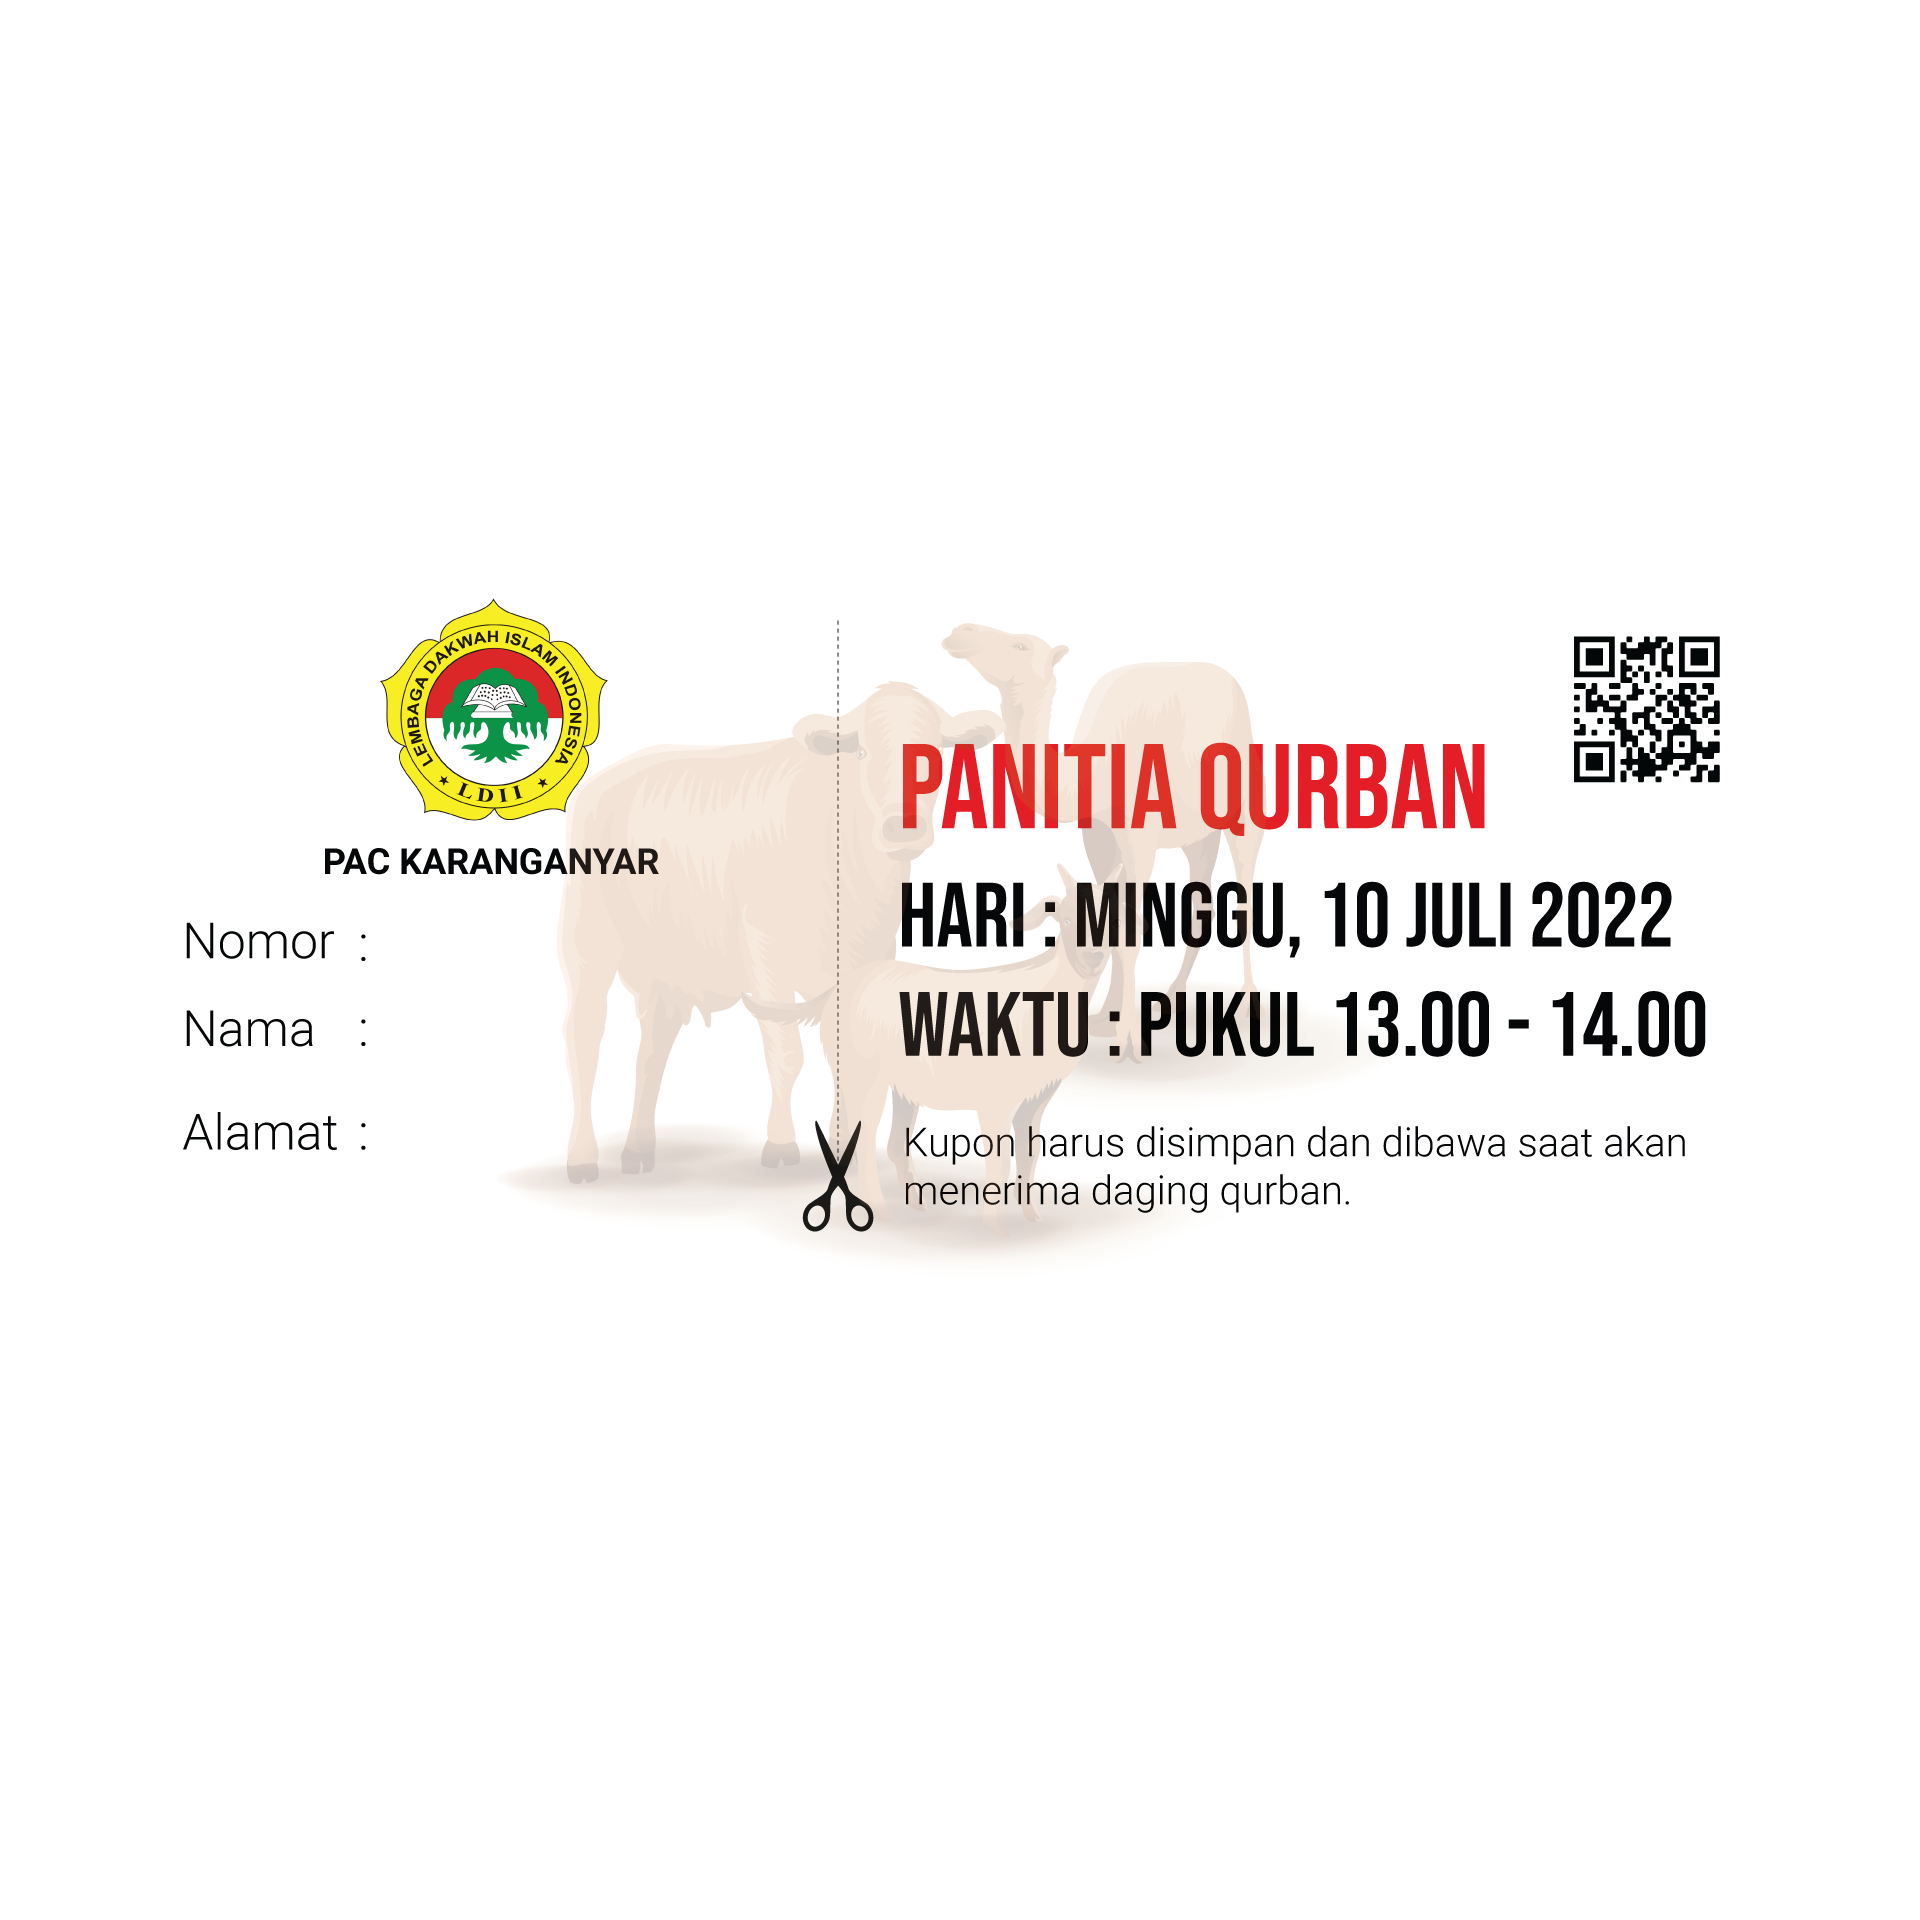 LEMBAGA DAKWAH ISLAM INDONESIA
LDII
PAC KARANGANYAR
Nomor :
Nama :
Alamat :
PANITIA QURBAN
HARI : MINGGU, 10 JULI 2022
WAKTU : PUKUL 13.00 - 14.00
Kupon harus disimpan dan dibawa saat akan
menerima daging qurban.